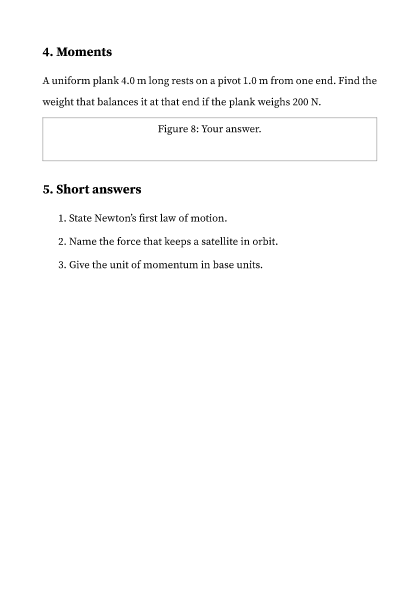 4. Moments
A uniform plank 4.0 m long rests on a pivot 1.0 m from one end. Find the
weight that balances it at that end if the plank weighs 200 N.
Figure 8: Your answer.
5. Short answers
1. State Newton’s first law of motion.
2. Name the force that keeps a satellite in orbit.
3. Give the unit of momentum in base units.